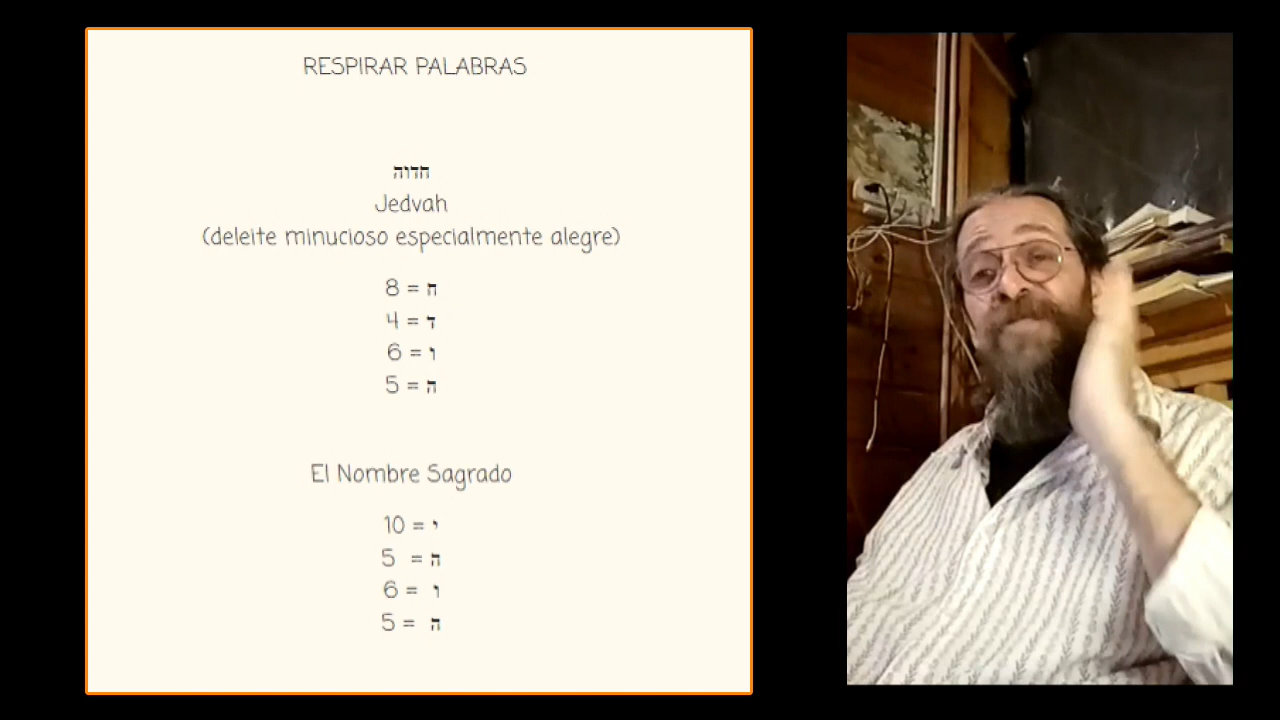 RESPIRAR PALABRAS
חדוה
Jedvah
(deleite minucioso especialmente alegre)
8 = ח
4 = ד
6 = ו
5 = ה
El Nombre Sagrado
10 = י
5 = ה
6 = ו
5 = ה